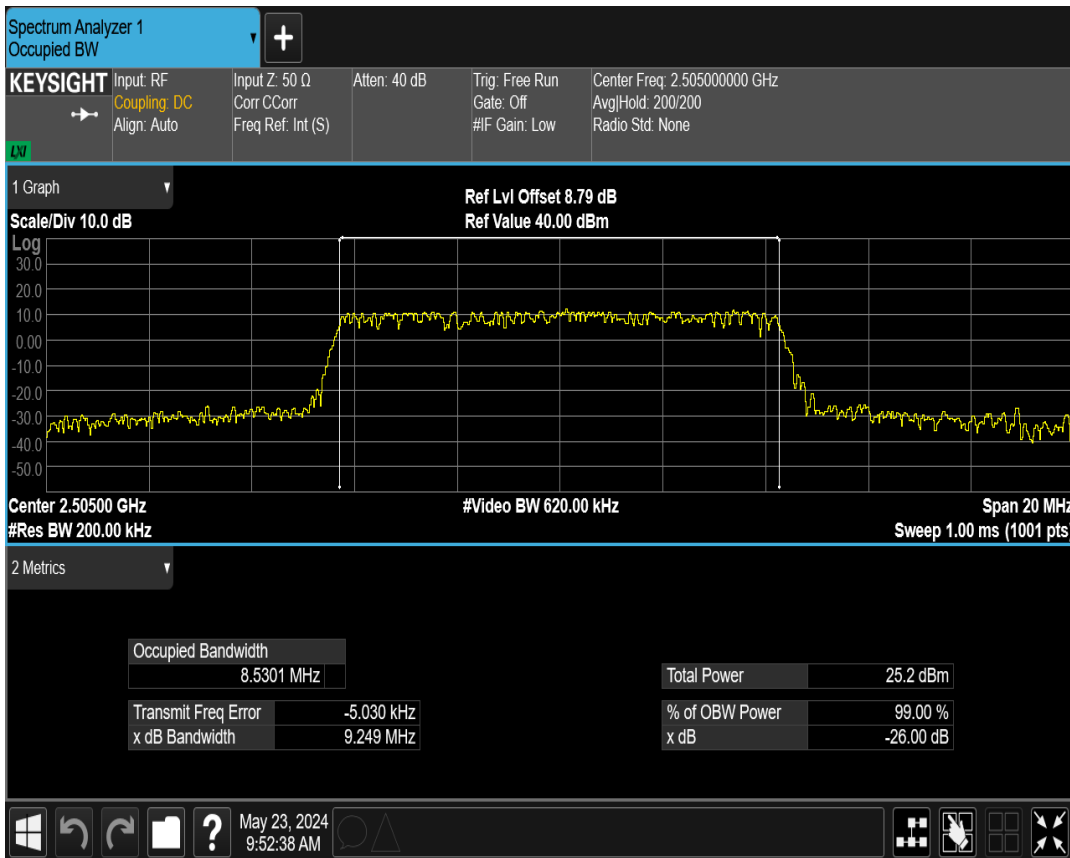 Spectrum Analyzer 1
Occupied BW
KEYSIGHT
LXI
Input: RF
Coupling: DC
Align: Auto
Input Z: 50 Ω
Corr CCorr
Freq Ref: Int (S)
Atten: 40 dB
Trig: Free Run
Gate: Off
#IF Gain: Low
Center Freq: 2.505000000 GHz
Avg|Hold: 200/200
Radio Std: None
1 Graph
Scale/Div 10.0 dB
Ref Lvl Offset 8.79 dB
Ref Value 40.00 dBm
Log
30.0
20.0
10.0
0.00
-10.0
-20.0
-30.0
-40.0
-50.0
Center 2.50500 GHz
#Video BW 620.00 kHz
Span 20 MHz
#Res BW 200.00 kHz
Sweep 1.00 ms (1001 pts)
2 Metrics
Occupied Bandwidth
8.5301 MHz
Total Power 25.2 dBm
Transmit Freq Error -5.030 kHz
% of OBW Power 99.00 %
x dB Bandwidth 9.249 MHz
x dB -26.00 dB
?
May 23, 2024
9:52:38 AM